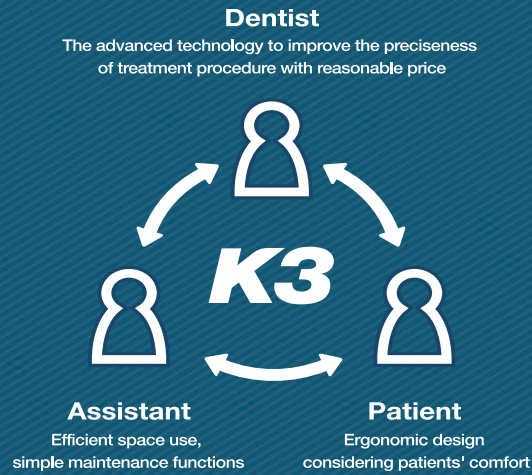 Dentist
The advanced technology to improve the preciseness
of treatment procedure with reasonable price
K3
Assistant
Efficient space use,
simple maintenance functions
Patient
Ergonomic design
considering patients' comfort